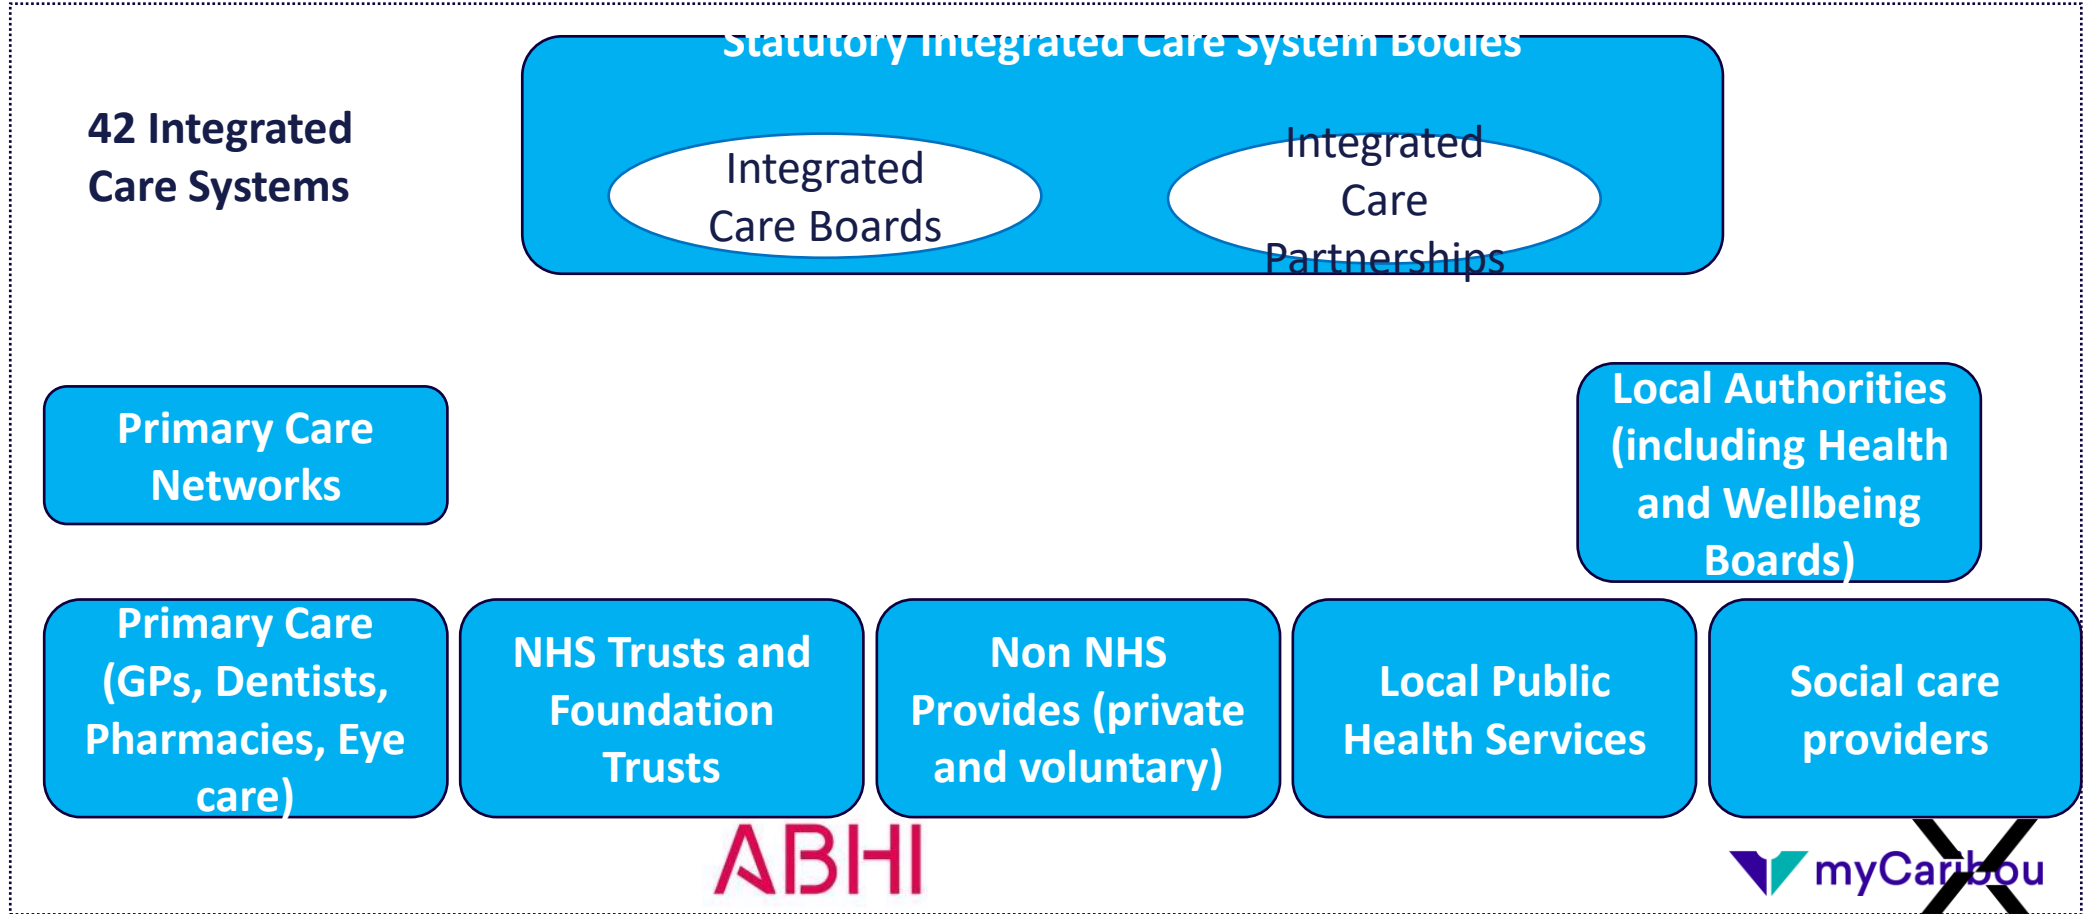 Statutory Integrated Care System Bodies
42 Integrated
Care Systems
Integrated
Care Boards
Integrated
Care
Partnerships
Primary Care
Networks
Local Authorities
(including Health
and Wellbeing
Boards)
Primary Care
(GPs, Dentists,
Pharmacies, Eye
care)
NHS Trusts and
Foundation
Trusts
Non NHS
Provides (private
and voluntary)
Local Public
Health Services
Social care
providers
ABHI
myCaribou